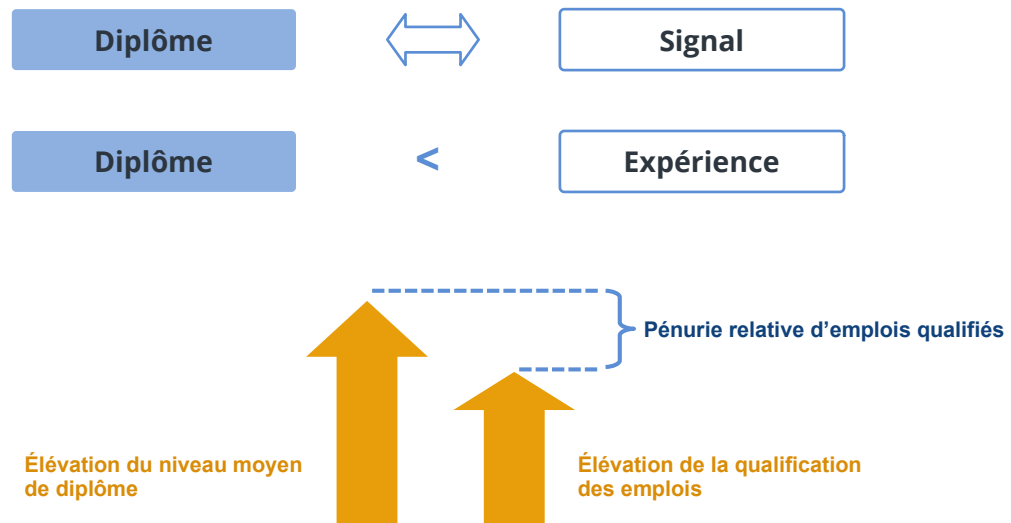 Diplôme
Signal
Diplôme
<
Expérience
Pénurie relative d’emplois qualifiés
Élévation du niveau moyen
de diplôme
Élévation de la qualification
des emplois